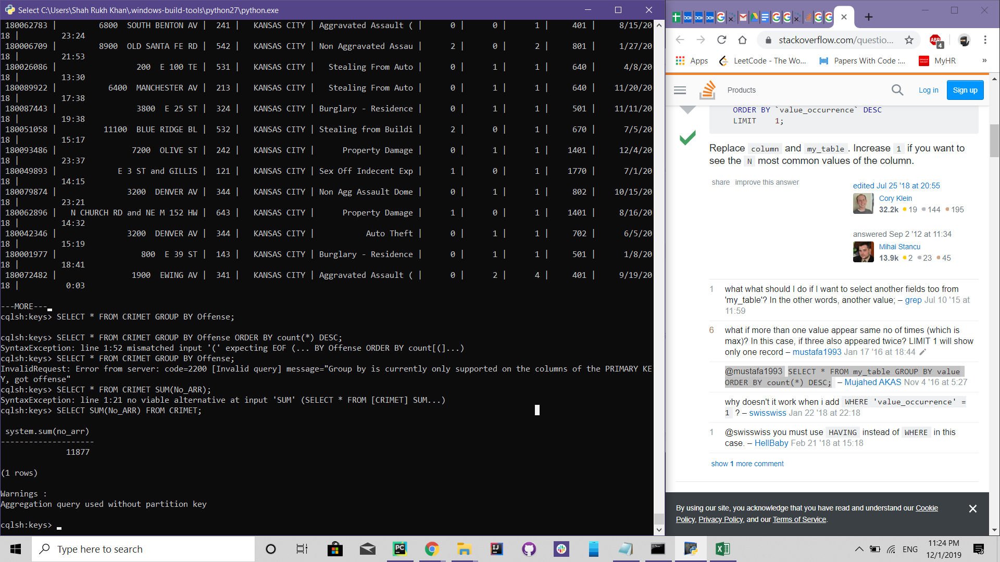 Select C:\Users\Shah Rukh Khan\.windows-build-tools\python27\python.exe
180062783 | 6800 SOUTH BENTON AV | 241 | KANSAS CITY | Aggravated Assault ( | 0 | 0 | 1 | 401 | 8/15/20
18 | 23:24
180006709 | 8900 OLD SANTA FE RD | 542 | KANSAS CITY | Non Aggravated Assau | 2 | 0 | 2 | 801 | 1/27/20
18 | 21:53
180026086 | 200 E 100 TE | 531 | KANSAS CITY | Stealing From Auto | 0 | 1 | 1 | 640 | 4/8/20
18 | 13:30
180089922 | 6400 MANCHESTER AV | 213 | KANSAS CITY | Stealing From Auto | 0 | 1 | 1 | 640 | 11/20/20
18 | 17:38
180087443 | 3800 E 25 ST | 324 | KANSAS CITY | Burglary - Residence | 0 | 1 | 1 | 501 | 11/11/20
18 | 19:38
180051058 | 11100 BLUE RIDGE BL | 532 | KANSAS CITY | Stealing from Buildi | 2 | 0 | 1 | 670 | 7/5/20
18 | 15:17
180093486 | 7200 OLIVE ST | 242 | KANSAS CITY | Property Damage | 0 | 1 | 1 | 1401 | 12/4/20
18 | 23:37
180049893 | E 3 ST and GILLIS | 121 | KANSAS CITY | Sex Off Indecent Exp | 1 | 0 | 1 | 1770 | 7/1/20
18 | 14:15
180079874 | 3200 DENVER AV | 344 | KANSAS CITY | Non Agg Assault Dome | 0 | 1 | 1 | 802 | 10/15/20
18 | 23:21
180062896 | N CHURCH RD and NE M 152 HW | 643 | KANSAS CITY | Property Damage | 1 | 0 | 1 | 1401 | 8/16/20
18 | 14:32
180042346 | 3200 DENVER AV | 344 | KANSAS CITY | Auto Theft | 0 | 1 | 1 | 702 | 6/5/20
18 | 15:19
180001977 | 800 E 39 ST | 143 | KANSAS CITY | Burglary - Residence | 0 | 1 | 1 | 501 | 1/8/20
18 | 18:41
180072482 | 1900 EWING AV | 341 | KANSAS CITY | Aggravated Assault ( | 0 | 2 | 4 | 401 | 9/19/20
18 | 0:03
---MORE---
cqlsh:keys> SELECT * FROM CRIMET GROUP BY Offense;
cqlsh:keys> SELECT * FROM CRIMET GROUP BY Offense ORDER BY count(*) DESC;
SyntaxException: line 1:52 mismatched input '(' expecting EOF (... BY Offense ORDER BY count[(]...)
cqlsh:keys> SELECT * FROM CRIMET GROUP BY Offense;
InvalidRequest: Error from server: code=2200 [Invalid query] message="Group by is currently only supported on the columns of the PRIMARY KE
Y, got offense"
cqlsh:keys> SELECT * FROM CRIMET SUM(No_ARR);
SyntaxException: line 1:21 no viable alternative at input 'SUM' (SELECT * FROM [CRIMET] SUM...)
cqlsh:keys> SELECT SUM(No_ARR) FROM CRIMET;
system.sum(no_arr)
--------------------
11877
(1 rows)
Warnings :
Aggregation query used without partition key
cqlsh:keys>
stackoverflow.com/questio...
ABP
4
Apps LeetCode - The Wo... Papers With Code :... MyHR »
Products Log in Sign up
ORDER BY `value_occurrence` DESC
LIMIT 1;
Replace column and my_table. Increase 1 if you want to
see the N most common values of the column.
share improve this answer
edited Jul 25 '18 at 20:55
Cory Klein
32.2k 19 144 195
answered Sep 2 '12 at 11:34
Mihai Stancu
13.9k 2 23 45
1 what what should I do if I want to select another fields too from
'my_table'? In the other words, another value; – grep Jul 10 '15 at
11:59
6 what if more than one value appear same no of times (which is
max)? In this case, if three also appeared twice? LIMIT 1 will show
only one record – mustafa1993 Jan 17 '16 at 18:44
@mustafa1993 SELECT * FROM my_table GROUP BY value
ORDER BY count(*) DESC; – Mujahed AKAS Nov 4 '16 at 5:27
why doesn't it work when i add WHERE 'value_occurrence' =
1 ? – swisswiss Jan 22 '18 at 22:18
1 @swisswiss you must use HAVING instead of WHERE in this
case. – HellBaby Feb 21 '18 at 15:18
show 1 more comment
By using our site, you acknowledge that you have read and understand our Cookie
Policy, Privacy Policy, and our Terms of Service.
Type here to search
ENG
11:24 PM
12/1/2019